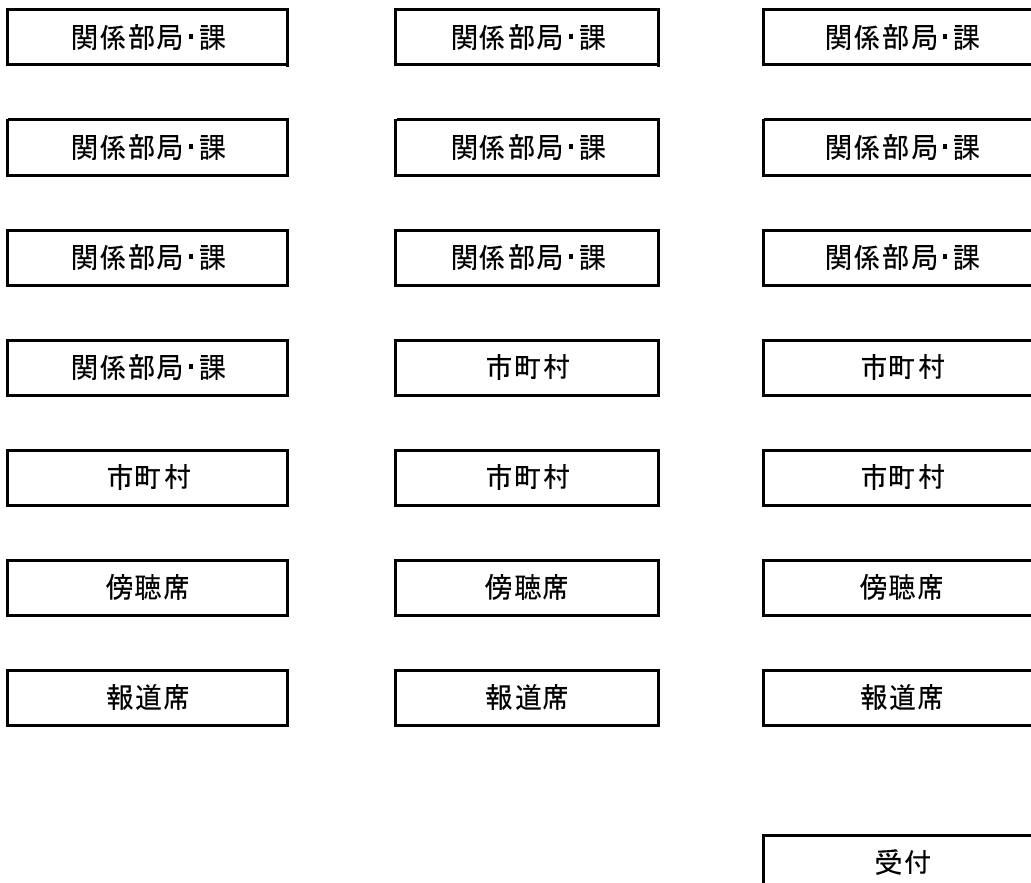 関係部局・課 関係部局・課 関係部局・課
関係部局・課 関係部局・課 関係部局・課
関係部局・課 関係部局・課 関係部局・課
関係部局・課 市町村 市町村
市町村 市町村 市町村
傍聴席 傍聴席 傍聴席
報道席 報道席 報道席
受付